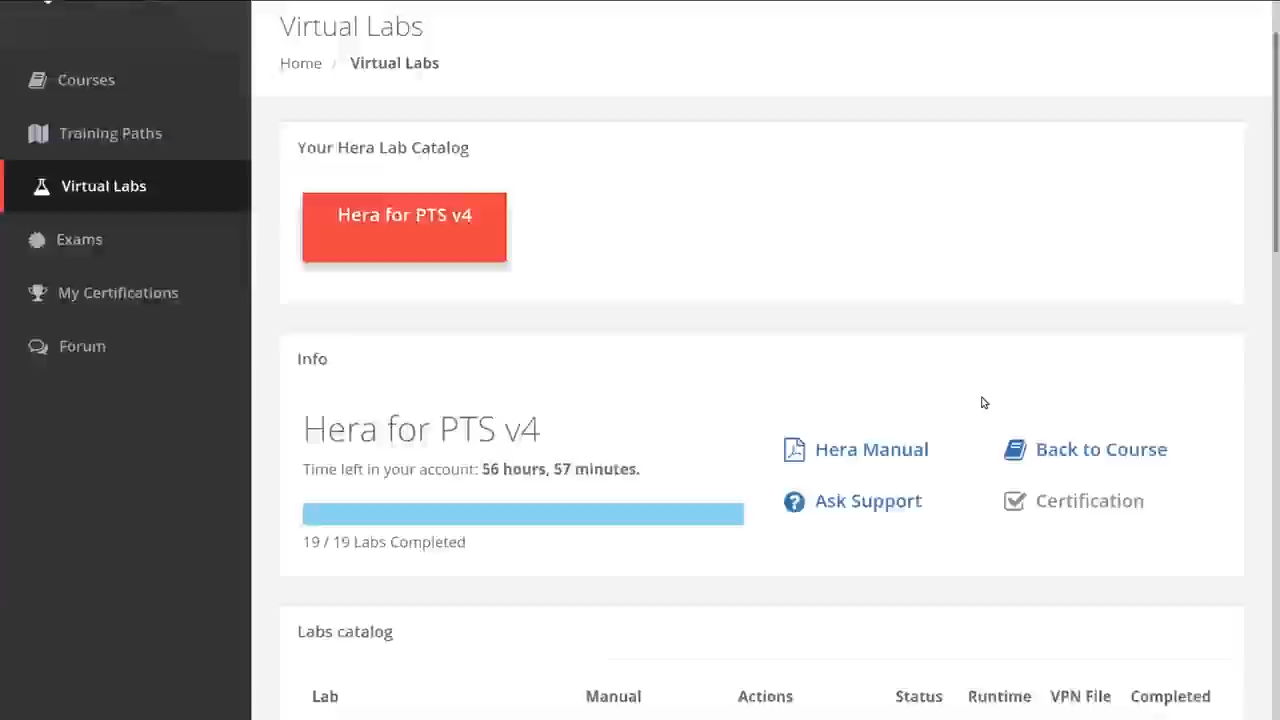 Virtual Labs
Home / Virtual Labs
Courses
Training Paths
Virtual Labs
Exams
My Certifications
Forum
Your Hera Lab Catalog
Hera for PTS v4
Info
Hera for PTS v4
Time left in your account: 56 hours, 57 minutes.
19 / 19 Labs Completed
Hera Manual
Back to Course
Ask Support
Certification
Labs catalog
Lab Manual Actions Status Runtime VPN File Completed